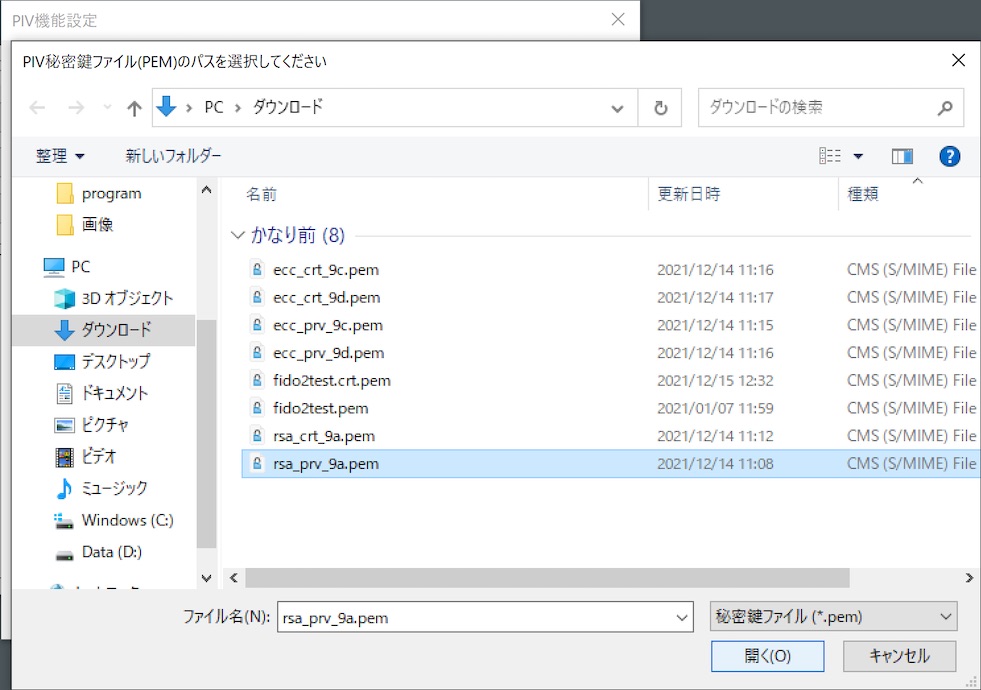 PIV機能設定
PIV秘密鍵ファイル(PEM)のパスを選択してください
PC ダウンロード
ダウンロードの検索
整理 新しいフォルダー
program
画像
PC
3D オブジェクト
ダウンロード
デスクトップ
ドキュメント
ピクチャ
ビデオ
ミュージック
Windows (C:)
Data (D:)
名前 更新日時 種類
かなり前 (8)
ecc_crt_9c.pem 2021/12/14 11:16 CMS (S/MIME) File
ecc_crt_9d.pem 2021/12/14 11:17 CMS (S/MIME) File
ecc_prv_9c.pem 2021/12/14 11:15 CMS (S/MIME) File
ecc_prv_9d.pem 2021/12/14 11:16 CMS (S/MIME) File
fido2test.crt.pem 2021/12/15 12:32 CMS (S/MIME) File
fido2test.pem 2021/01/07 11:59 CMS (S/MIME) File
rsa_crt_9a.pem 2021/12/14 11:12 CMS (S/MIME) File
rsa_prv_9a.pem 2021/12/14 11:08 CMS (S/MIME) File
ファイル名(N): rsa_prv_9a.pem 秘密鍵ファイル (*.pem)
開く(O) キャンセル